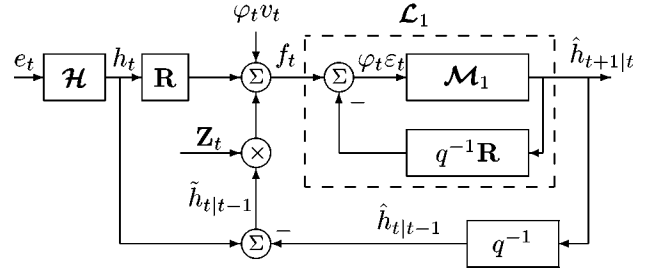 φ_t v_t
𝓛_1
e_t
𝓗
h_t
R
Σ
f_t
Σ
φ_t ε_t
𝓜_1
ĥ_{t+1|t}
−
Z_t
×
q^{-1}R
h̃_{t|t−1}
Σ
−
ĥ_{t|t−1}
q^{-1}